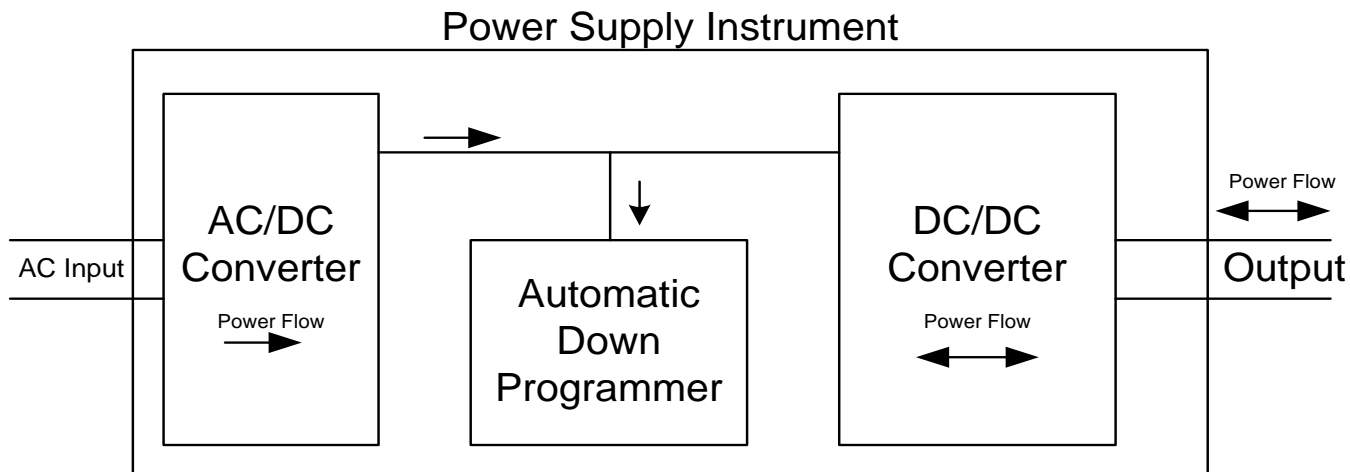 Power Supply Instrument
AC Input
AC/DC
Converter
Power Flow
Automatic
Down
Programmer
DC/DC
Converter
Power Flow
Power Flow
Output